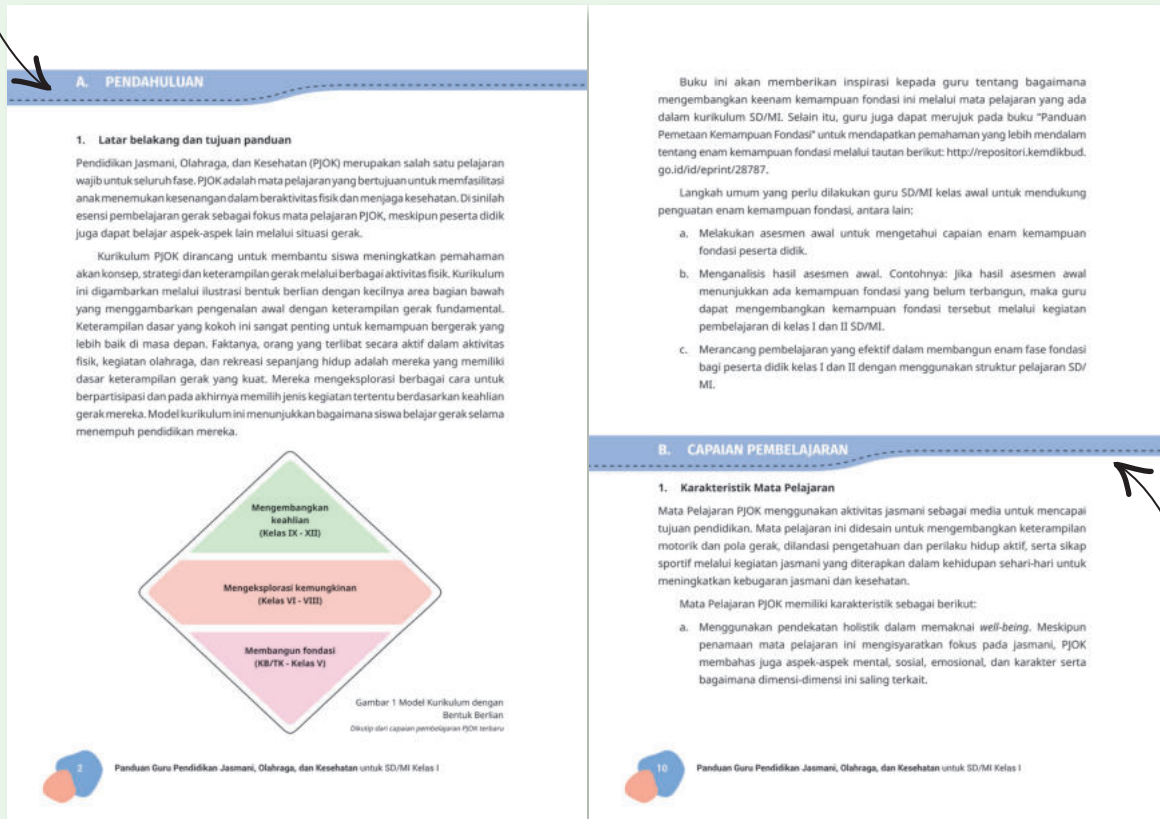 A. PENDAHULUAN
1. Latar belakang dan tujuan panduan
Pendidikan Jasmani, Olahraga, dan Kesehatan (PJOK) merupakan salah satu pelajaran
wajib untuk seluruh fase. PJOK adalah mata pelajaran yang bertujuan untuk memfasilitasi
anak menemukan kesenangan dalam beraktivitas fisik dan menjaga kesehatan. Di sinilah
esensi pembelajaran gerak sebagai fokus mata pelajaran PJOK, meskipun peserta didik
juga dapat belajar aspek-aspek lain melalui situasi gerak.
Kurikulum PJOK dirancang untuk membantu siswa meningkatkan pemahaman
akan konsep, strategi dan keterampilan gerak melalui berbagai aktivitas fisik. Kurikulum
ini digambarkan melalui ilustrasi bentuk berlian dengan kecilnya area bagian bawah
yang menggambarkan pengenalan awal dengan keterampilan gerak fundamental.
Keterampilan dasar yang kokoh ini sangat penting untuk kemampuan bergerak yang
lebih baik di masa depan. Faktanya, orang yang terlibat secara aktif dalam aktivitas
fisik, kegiatan olahraga, dan rekreasi sepanjang hidup adalah mereka yang memiliki
dasar keterampilan gerak yang kuat. Mereka mengeksplorasi berbagai cara untuk
berpartisipasi dan pada akhirnya memilih jenis kegiatan tertentu berdasarkan keahlian
gerak mereka. Model kurikulum ini menunjukkan bagaimana siswa belajar gerak selama
menempuh pendidikan mereka.
Mengembangkan
keahlian
(Kelas IX - XII)
Mengeksplorasi kemungkinan
(Kelas VI - VIII)
Membangun fondasi
(KB/TK - Kelas V)
Gambar 1 Model Kurikulum dengan
Bentuk Berlian
Dikutip dari capaian pembelajaran PJOK terbaru
2 Panduan Guru Pendidikan Jasmani, Olahraga, dan Kesehatan untuk SD/MI Kelas I
Buku ini akan memberikan inspirasi kepada guru tentang bagaimana
mengembangkan keenam kemampuan fondasi ini melalui mata pelajaran yang ada
dalam kurikulum SD/MI. Selain itu, guru juga dapat merujuk pada buku "Panduan
Pemetaan Kemampuan Fondasi" untuk mendapatkan pemahaman yang lebih mendalam
tentang enam kemampuan fondasi melalui tautan berikut: http://repositori.kemdikbud.
go.id/id/eprint/28787.
Langkah umum yang perlu dilakukan guru SD/MI kelas awal untuk mendukung
penguatan enam kemampuan fondasi, antara lain:
a. Melakukan asesmen awal untuk mengetahui capaian enam kemampuan
fondasi peserta didik.
b. Menganalisis hasil asesmen awal. Contohnya: Jika hasil asesmen awal
menunjukkan ada kemampuan fondasi yang belum terbangun, maka guru
dapat mengembangkan kemampuan fondasi tersebut melalui kegiatan
pembelajaran di kelas I dan II SD/MI.
c. Merancang pembelajaran yang efektif dalam membangun enam fase fondasi
bagi peserta didik kelas I dan II dengan menggunakan struktur pelajaran SD/
MI.
B. CAPAIAN PEMBELAJARAN
1. Karakteristik Mata Pelajaran
Mata Pelajaran PJOK menggunakan aktivitas jasmani sebagai media untuk mencapai
tujuan pendidikan. Mata pelajaran ini didesain untuk mengembangkan keterampilan
motorik dan pola gerak, dilandasi pengetahuan dan perilaku hidup aktif, serta sikap
sportif melalui kegiatan jasmani yang diterapkan dalam kehidupan sehari-hari untuk
meningkatkan kebugaran jasmani dan kesehatan.
Mata Pelajaran PJOK memiliki karakteristik sebagai berikut:
a. Menggunakan pendekatan holistik dalam memaknai well-being. Meskipun
penamaan mata pelajaran ini mengisyaratkan fokus pada jasmani, PJOK
membahas juga aspek-aspek mental, sosial, emosional, dan karakter serta
bagaimana dimensi-dimensi ini saling terkait.
10 Panduan Guru Pendidikan Jasmani, Olahraga, dan Kesehatan untuk SD/MI Kelas I